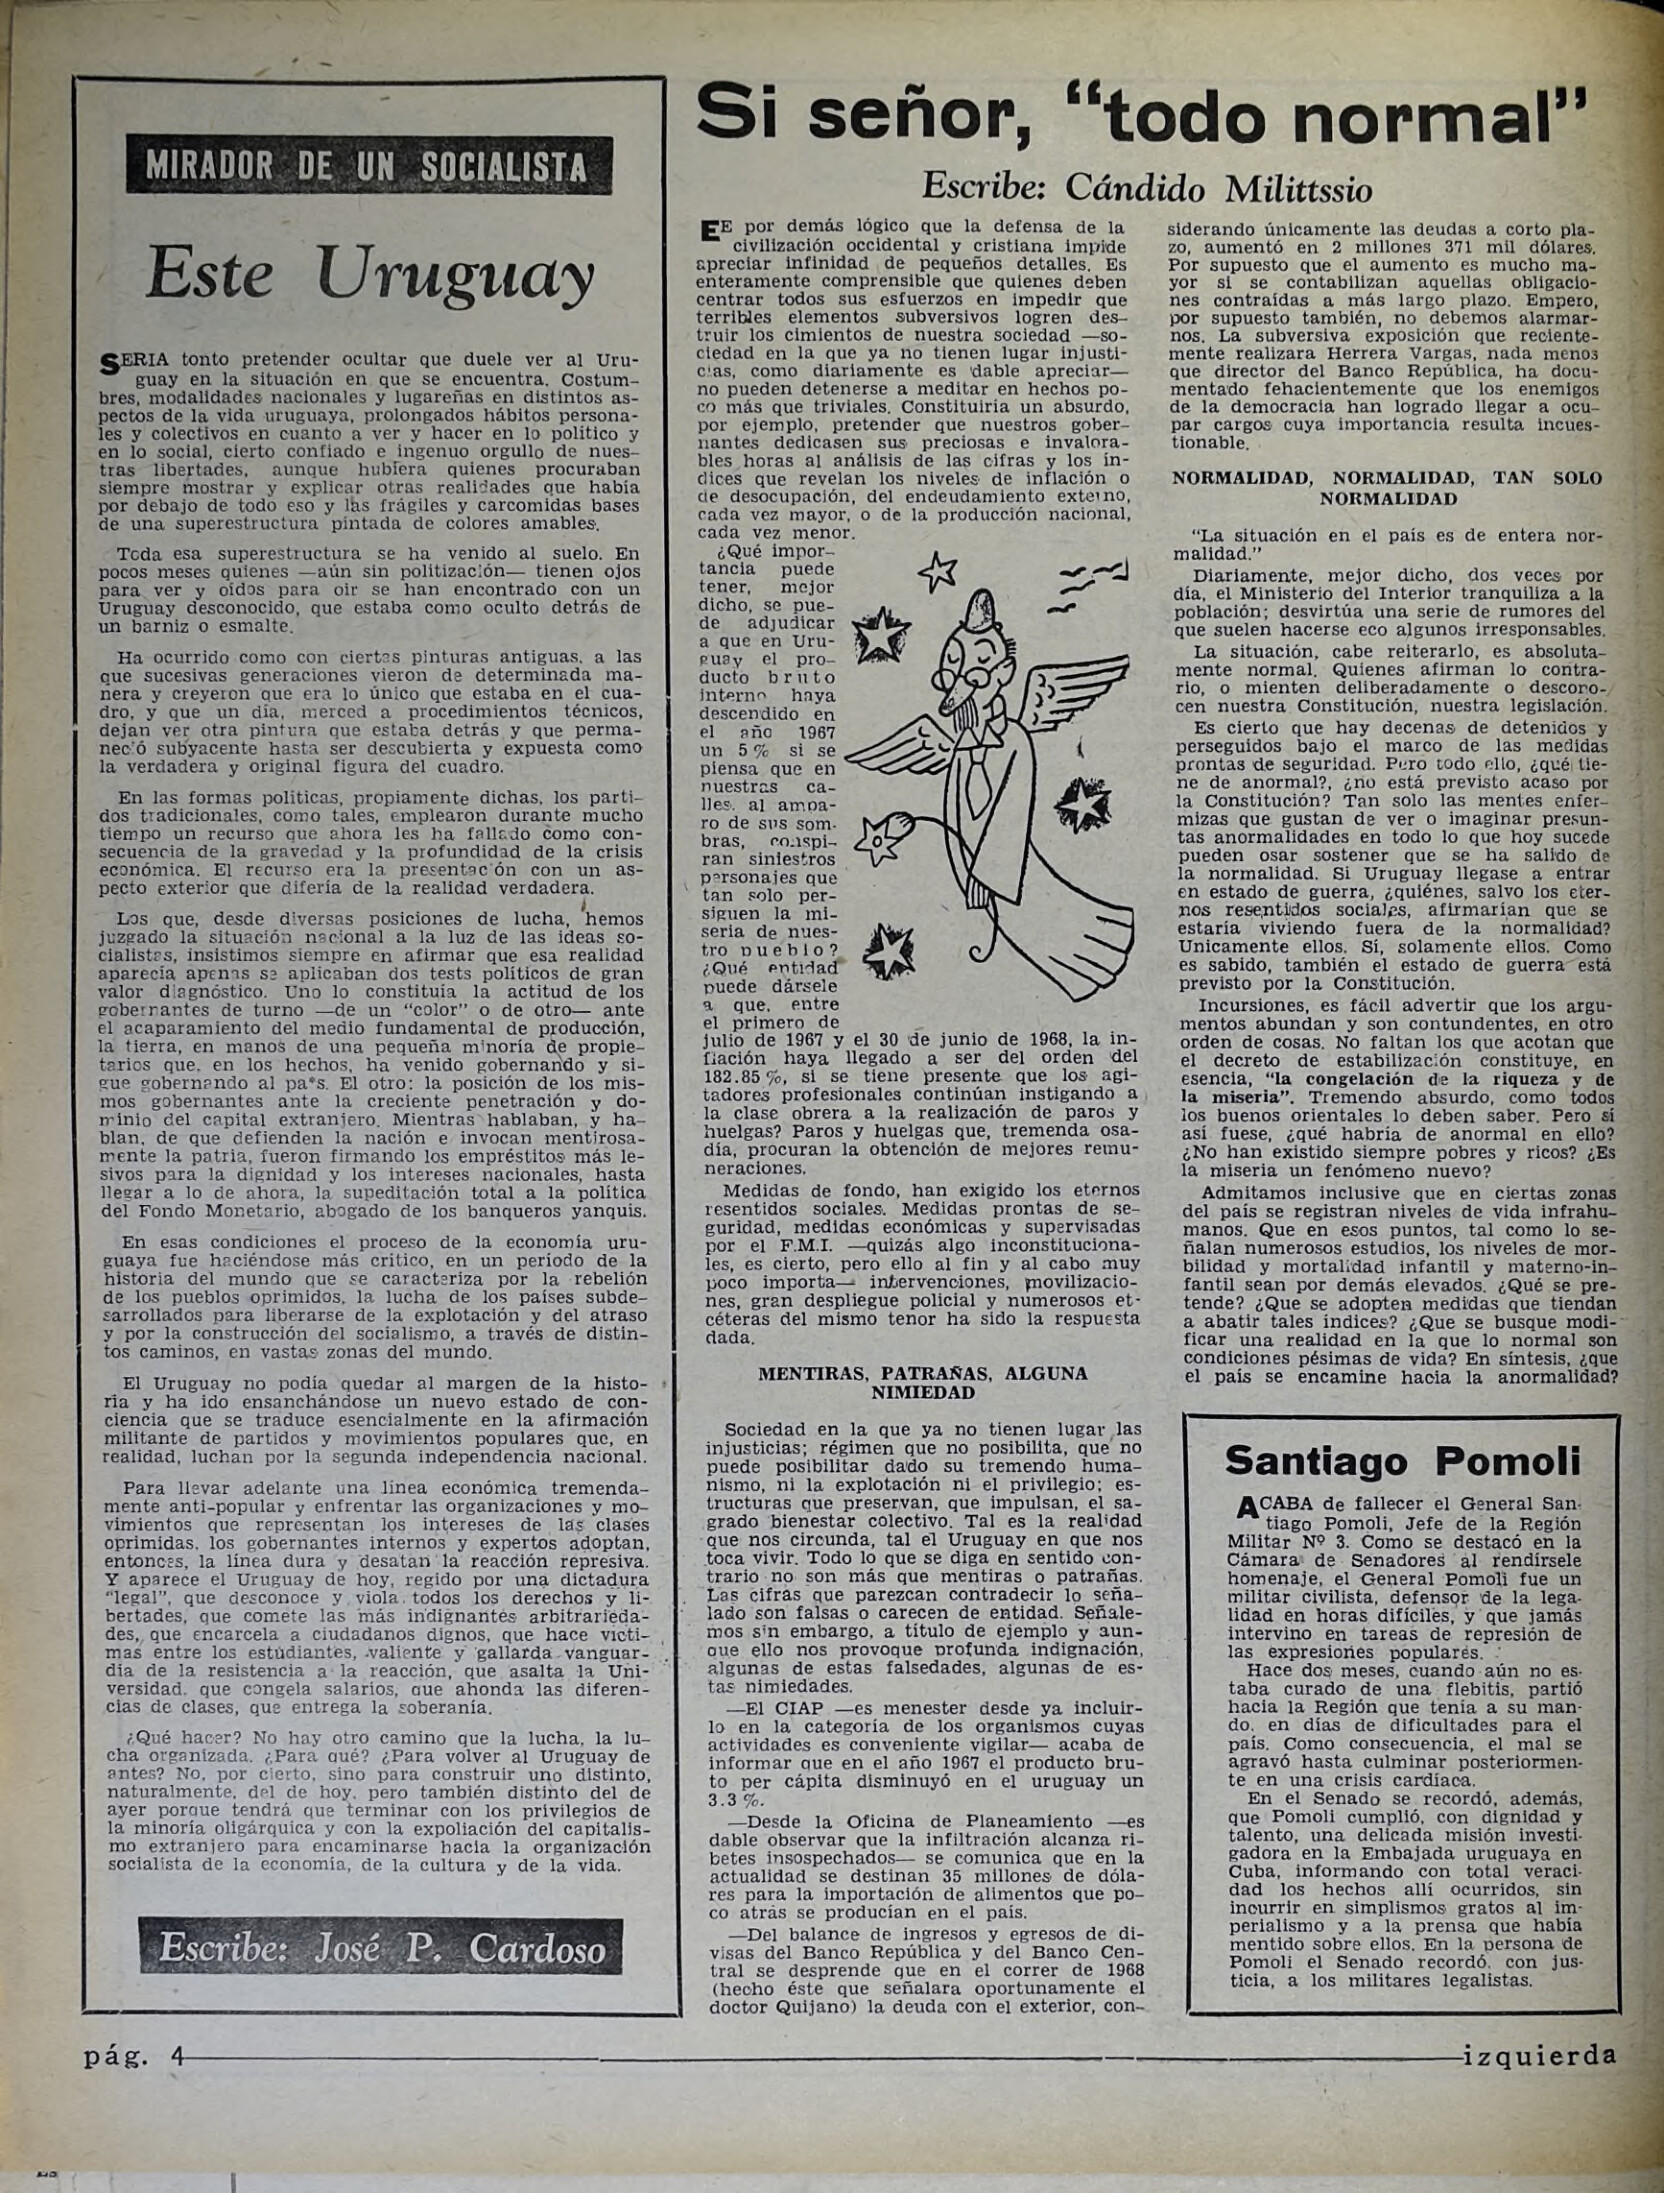 MIRADOR DE UN SOCIALISTA
Este Uruguay
SERIA tonto pretender ocultar que duele ver al Uru-
guay en la situación en que se encuentra. Costum-
bres, modalidades nacionales y lugareñas en distintos as-
pectos de la vida uruguaya, prolongados hábitos persona-
les y colectivos en cuanto a ver y hacer en lo político y
en lo social, cierto confiado e ingenuo orgullo de nues-
tras libertades, aunque hubiera quienes procuraban
siempre mostrar y explicar otras realidades que había
por debajo de todo eso y las frágiles y carcomidas bases
de una superestructura pintada de colores amables.
Toda esa superestructura se ha venido al suelo. En
pocos meses quienes —aún sin politización— tienen ojos
para ver y oídos para oir se han encontrado con un
Uruguay desconocido, que estaba como oculto detrás de
un barniz o esmalte.
Ha ocurrido como con ciertas pinturas antiguas, a las
que sucesivas generaciones vieron de determinada ma-
nera y creyeron que era lo único que estaba en el cua-
dro, y que un día, merced a procedimientos técnicos,
dejan ver otra pintura que estaba detrás y que perma-
neció subyacente hasta ser descubierta y expuesta como
la verdadera y original figura del cuadro.
En las formas políticas, propiamente dichas, los parti-
dos tradicionales, como tales, emplearon durante mucho
tiempo un recurso que ahora les ha fallado como con-
secuencia de la gravedad y la profundidad de la crisis
económica. El recurso era la presentación con un as-
pecto exterior que difería de la realidad verdadera.
Los que, desde diversas posiciones de lucha, hemos
juzgado la situación nacional a la luz de las ideas so-
cialistas, insistimos siempre en afirmar que esa realidad
aparecía apenas se aplicaban dos tests políticos de gran
valor diagnóstico. Uno lo constituía la actitud de los
gobernantes de turno —de un "color" o de otro— ante
el acaparamiento del medio fundamental de producción,
la tierra, en manos de una pequeña minoría de propie-
tarios que, en los hechos, ha venido gobernando y si-
gue gobernando al pa*s. El otro: la posición de los mis-
mos gobernantes ante la creciente penetración y do-
minio del capital extranjero. Mientras hablaban, y ha-
blan, de que defienden la nación e invocan mentirosa-
mente la patria, fueron firmando los empréstitos más le-
sivos para la dignidad y los intereses nacionales, hasta
llegar a lo de ahora, la supeditación total a la política
del Fondo Monetario, abogado de los banqueros yanquis.
En esas condiciones el proceso de la economía uru-
guaya fue haciéndose más crítico, en un período de la
historia del mundo que se caracteriza por la rebelión
de los pueblos oprimidos, la lucha de los países subde-
sarrollados para liberarse de la explotación y del atraso
y por la construcción del socialismo, a través de distin-
tos caminos, en vastas zonas del mundo.
El Uruguay no podía quedar al margen de la histo-
ria y ha ido ensanchándose un nuevo estado de con-
ciencia que se traduce esencialmente en la afirmación
militante de partidos y movimientos populares que, en
realidad, luchan por la segunda independencia nacional.
Para llevar adelante una línea económica tremenda-
mente anti-popular y enfrentar las organizaciones y mo-
vimientos que representan los intereses de las clases
oprimidas, los gobernantes internos y expertos adoptan,
entonces, la línea dura y desatan la reacción represiva.
Y aparece el Uruguay de hoy, regido por una dictadura
"legal", que desconoce y viola todos los derechos y li-
bertades, que comete las más indignantes arbitrarieda-
des, que encarcela a ciudadanos dignos, que hace vícti-
mas entre los estudiantes, valiente y gallarda vanguar-
dia de la resistencia a la reacción, que asalta la Uni-
versidad, que congela salarios, que ahonda las diferen-
cias de clases, que entrega la soberanía.
¿Qué hacer? No hay otro camino que la lucha, la lu-
cha organizada. ¿Para qué? ¿Para volver al Uruguay de
antes? No, por cierto, sino para construir uno distinto,
naturalmente, del de hoy, pero también distinto del de
ayer porque tendrá que terminar con los privilegios de
la minoría oligárquica y con la expoliación del capitalis-
mo extranjero para encaminarse hacia la organización
socialista de la economía, de la cultura y de la vida.
Escribe: José P. Cardoso
Si señor, "todo normal"
Escribe: Cándido Milittssio
EE por demás lógico que la defensa de la
civilización occidental y cristiana impide
apreciar infinidad de pequeños detalles. Es
enteramente comprensible que quienes deben
centrar todos sus esfuerzos en impedir que
terribles elementos subversivos logren des-
truir los cimientos de nuestra sociedad —so-
ciedad en la que ya no tienen lugar injusti-
cias, como diariamente es dable apreciar—
no pueden detenerse a meditar en hechos po-
co más que triviales. Constituiría un absurdo,
por ejemplo, pretender que nuestros gober-
nantes dedicasen sus preciosas e invalora-
bles horas al análisis de las cifras y los ín-
dices que revelan los niveles de inflación o
de desocupación, del endeudamiento externo,
cada vez mayor, o de la producción nacional,
cada vez menor.
¿Qué impor-
tancia puede
tener, mejor
dicho, se pue-
de adjudicar
a que en Uru-
guay el pro-
ducto bruto
interno haya
descendido en
el año 1967
un 5% si se
piensa que en
nuestras ca-
lles, al ampa-
ro de sus som-
bras, conspi-
ran siniestros
personajes que
tan solo per-
siguen la mi-
seria de nues-
tro pueblo?
¿Qué entidad
puede dársele
a que, entre
el primero de
julio de 1967 y el 30 de junio de 1968, la in-
flación haya llegado a ser del orden del
182.85%, si se tiene presente que los agi-
tadores profesionales continúan instigando a
la clase obrera a la realización de paros y
huelgas? Paros y huelgas que, tremenda osa-
día, procuran la obtención de mejores remu-
neraciones.
Medidas de fondo, han exigido los eternos
resentidos sociales. Medidas prontas de se-
guridad, medidas económicas y supervisadas
por el F.M.I. —quizás algo inconstituciona-
les, es cierto, pero ello al fin y al cabo muy
poco importa— intervenciones, movilizacio-
nes, gran despliegue policial y numerosos et-
céteras del mismo tenor ha sido la respuesta
dada.
MENTIRAS, PATRAÑAS, ALGUNA
NIMIEDAD
Sociedad en la que ya no tienen lugar las
injusticias; régimen que no posibilita, que no
puede posibilitar dado su tremendo huma-
nismo, ni la explotación ni el privilegio; es-
tructuras que preservan, que impulsan, el sa-
grado bienestar colectivo. Tal es la realidad
que nos circunda, tal el Uruguay en que nos
toca vivir. Todo lo que se diga en sentido con-
trario no son más que mentiras o patrañas.
Las cifras que parezcan contradecir lo seña-
lado son falsas o carecen de entidad. Señale-
mos sin embargo, a título de ejemplo y aun-
que ello nos provoque profunda indignación,
algunas de estas falsedades, algunas de es-
tas nimiedades.
—El CIAP —es menester desde ya incluir-
lo en la categoría de los organismos cuyas
actividades es conveniente vigilar— acaba de
informar que en el año 1967 el producto bru-
to per cápita disminuyó en el uruguay un
3.3%.
—Desde la Oficina de Planeamiento —es
dable observar que la infiltración alcanza ri-
betes insospechados— se comunica que en la
actualidad se destinan 35 millones de dóla-
res para la importación de alimentos que po-
co atrás se producían en el país.
—Del balance de ingresos y egresos de di-
visas del Banco República y del Banco Cen-
tral se desprende que en el correr de 1968
(hecho éste que señalara oportunamente el
doctor Quijano) la deuda con el exterior, con-
siderando únicamente las deudas a corto pla-
zo, aumentó en 2 millones 371 mil dólares.
Por supuesto que el aumento es mucho ma-
yor si se contabilizan aquellas obligacio-
nes contraídas a más largo plazo. Empero,
por supuesto también, no debemos alarmar-
nos. La subversiva exposición que reciente-
mente realizara Herrera Vargas, nada menos
que director del Banco República, ha docu-
mentado fehacientemente que los enemigos
de la democracia han logrado llegar a ocu-
par cargos cuya importancia resulta incues-
tionable.
NORMALIDAD, NORMALIDAD, TAN SOLO
NORMALIDAD
"La situación en el país es de entera nor-
malidad."
Diariamente, mejor dicho, dos veces por
día, el Ministerio del Interior tranquiliza a la
población; desvirtúa una serie de rumores del
que suelen hacerse eco algunos irresponsables.
La situación, cabe reiterarlo, es absoluta-
mente normal. Quienes afirman lo contra-
rio, o mienten deliberadamente o descono-
cen nuestra Constitución, nuestra legislación.
Es cierto que hay decenas de detenidos y
perseguidos bajo el marco de las medidas
prontas de seguridad. Pero todo ello, ¿qué tie-
ne de anormal?, ¿no está previsto acaso por
la Constitución? Tan solo las mentes enfer-
mizas que gustan de ver o imaginar presun-
tas anormalidades en todo lo que hoy sucede
pueden osar sostener que se ha salido de
la normalidad. Si Uruguay llegase a entrar
en estado de guerra, ¿quiénes, salvo los eter-
nos resentidos sociales, afirmarían que se
estaría viviendo fuera de la normalidad?
Unicamente ellos. Sí, solamente ellos. Como
es sabido, también el estado de guerra está
previsto por la Constitución.
Incursiones, es fácil advertir que los argu-
mentos abundan y son contundentes, en otro
orden de cosas. No faltan los que acotan que
el decreto de estabilización constituye, en
esencia, "la congelación de la riqueza y de
la miseria". Tremendo absurdo, como todos
los buenos orientales lo deben saber. Pero si
así fuese, ¿qué habría de anormal en ello?
¿No han existido siempre pobres y ricos? ¿Es
la miseria un fenómeno nuevo?
Admitamos inclusive que en ciertas zonas
del país se registran niveles de vida infrahu-
manos. Que en esos puntos, tal como lo se-
ñalan numerosos estudios, los niveles de mor-
bilidad y mortalidad infantil y materno-in-
fantil sean por demás elevados. ¿Qué se pre-
tende? ¿Que se adopten medidas que tiendan
a abatir tales índices? ¿Que se busque modi-
ficar una realidad en la que lo normal son
condiciones pésimas de vida? En síntesis, ¿que
el país se encamine hacia la anormalidad?
Santiago Pomoli
ACABA de fallecer el General San-
tiago Pomoli, Jefe de la Región
Militar Nº 3. Como se destacó en la
Cámara de Senadores al rendírsele
homenaje, el General Pomoli fue un
militar civilista, defensor de la lega-
lidad en horas difíciles, y que jamás
intervino en tareas de represión de
las expresiones populares.
Hace dos meses, cuando aún no es-
taba curado de una flebitis, partió
hacia la Región que tenía a su man-
do, en días de dificultades para el
país. Como consecuencia, el mal se
agravó hasta culminar posteriormen-
te en una crisis cardíaca.
En el Senado se recordó, además,
que Pomoli cumplió, con dignidad y
talento, una delicada misión investi-
gadora en la Embajada uruguaya en
Cuba, informando con total veraci-
dad los hechos allí ocurridos, sin
incurrir en simplismos gratos al im-
perialismo y a la prensa que había
mentido sobre ellos. En la persona de
Pomoli el Senado recordó, con jus-
ticia, a los militares legalistas.
pág. 4
izquierda